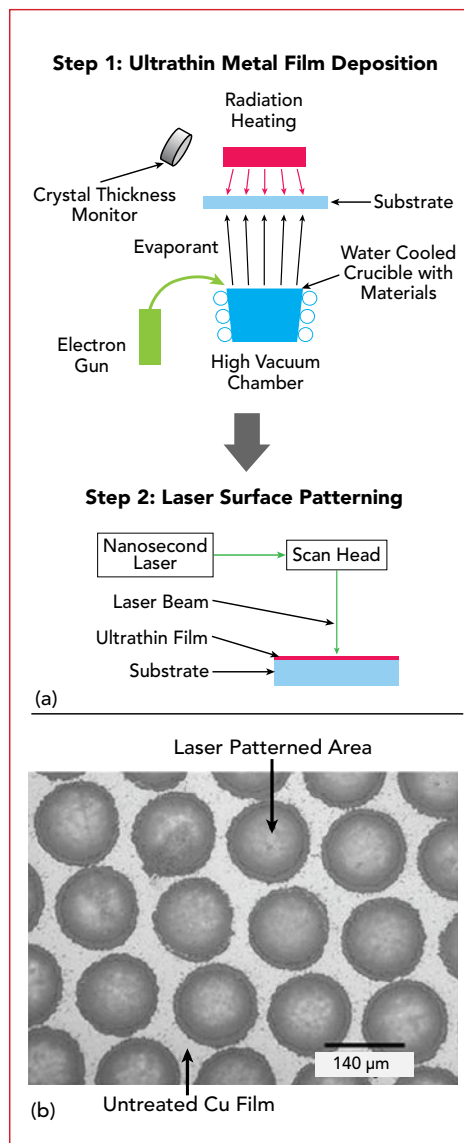 Step 1: Ultrathin Metal Film Deposition
Radiation
Heating
Crystal Thickness
Monitor
Substrate
Evaporant
Water Cooled
Crucible with
Materials
Electron
Gun
High Vacuum
Chamber
Step 2: Laser Surface Patterning
Nanosecond
Laser
Scan Head
Laser Beam
Ultrathin Film
Substrate
(a)
Laser Patterned Area
140 µm
Untreated Cu Film
(b)